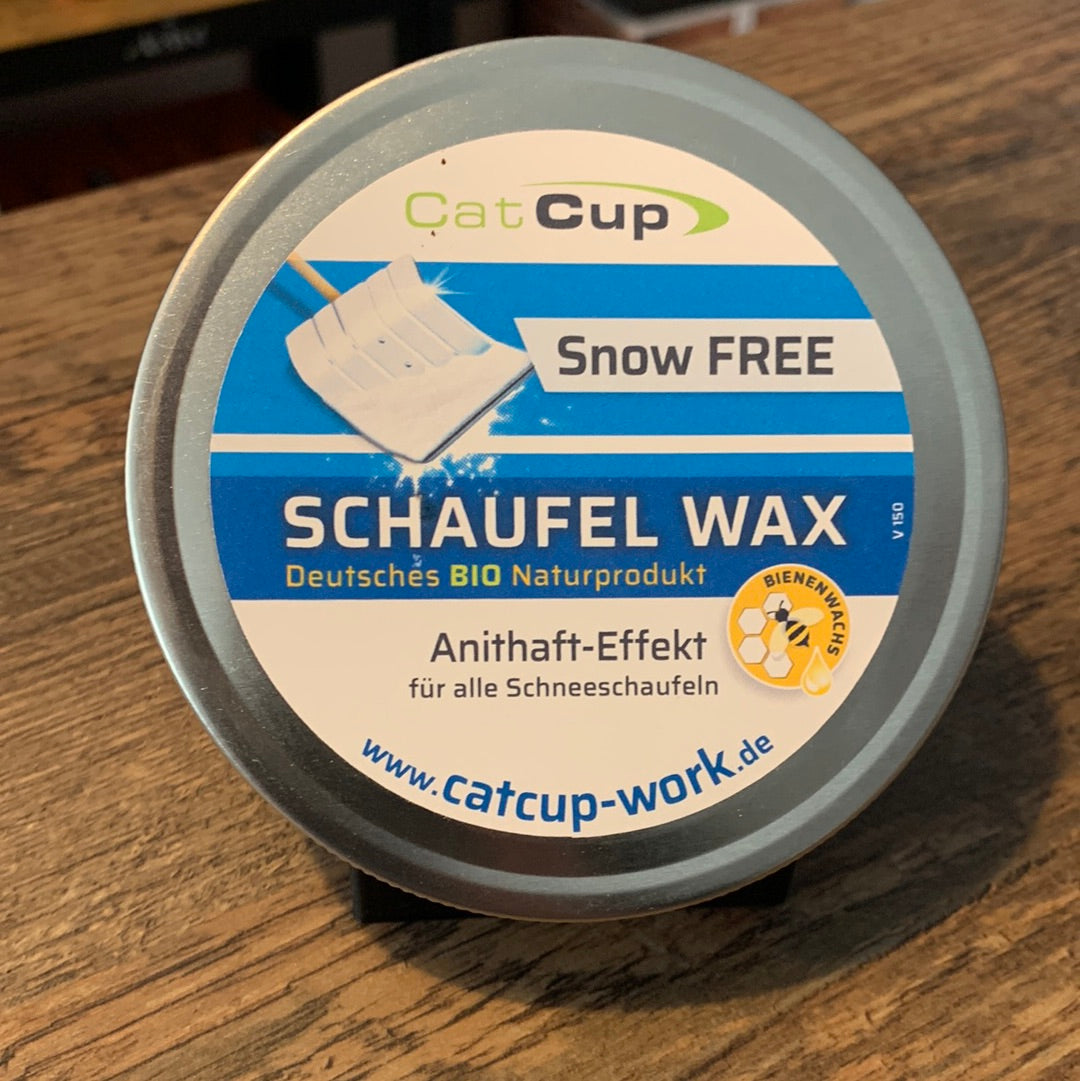 CatCup
Snow FREE
SCHAUFEL WAX
V 150
Deutsches BIO Naturprodukt
BIENENWACHS
Anithaft-Effekt
für alle Schneeschaufeln
www.catcup-work.de